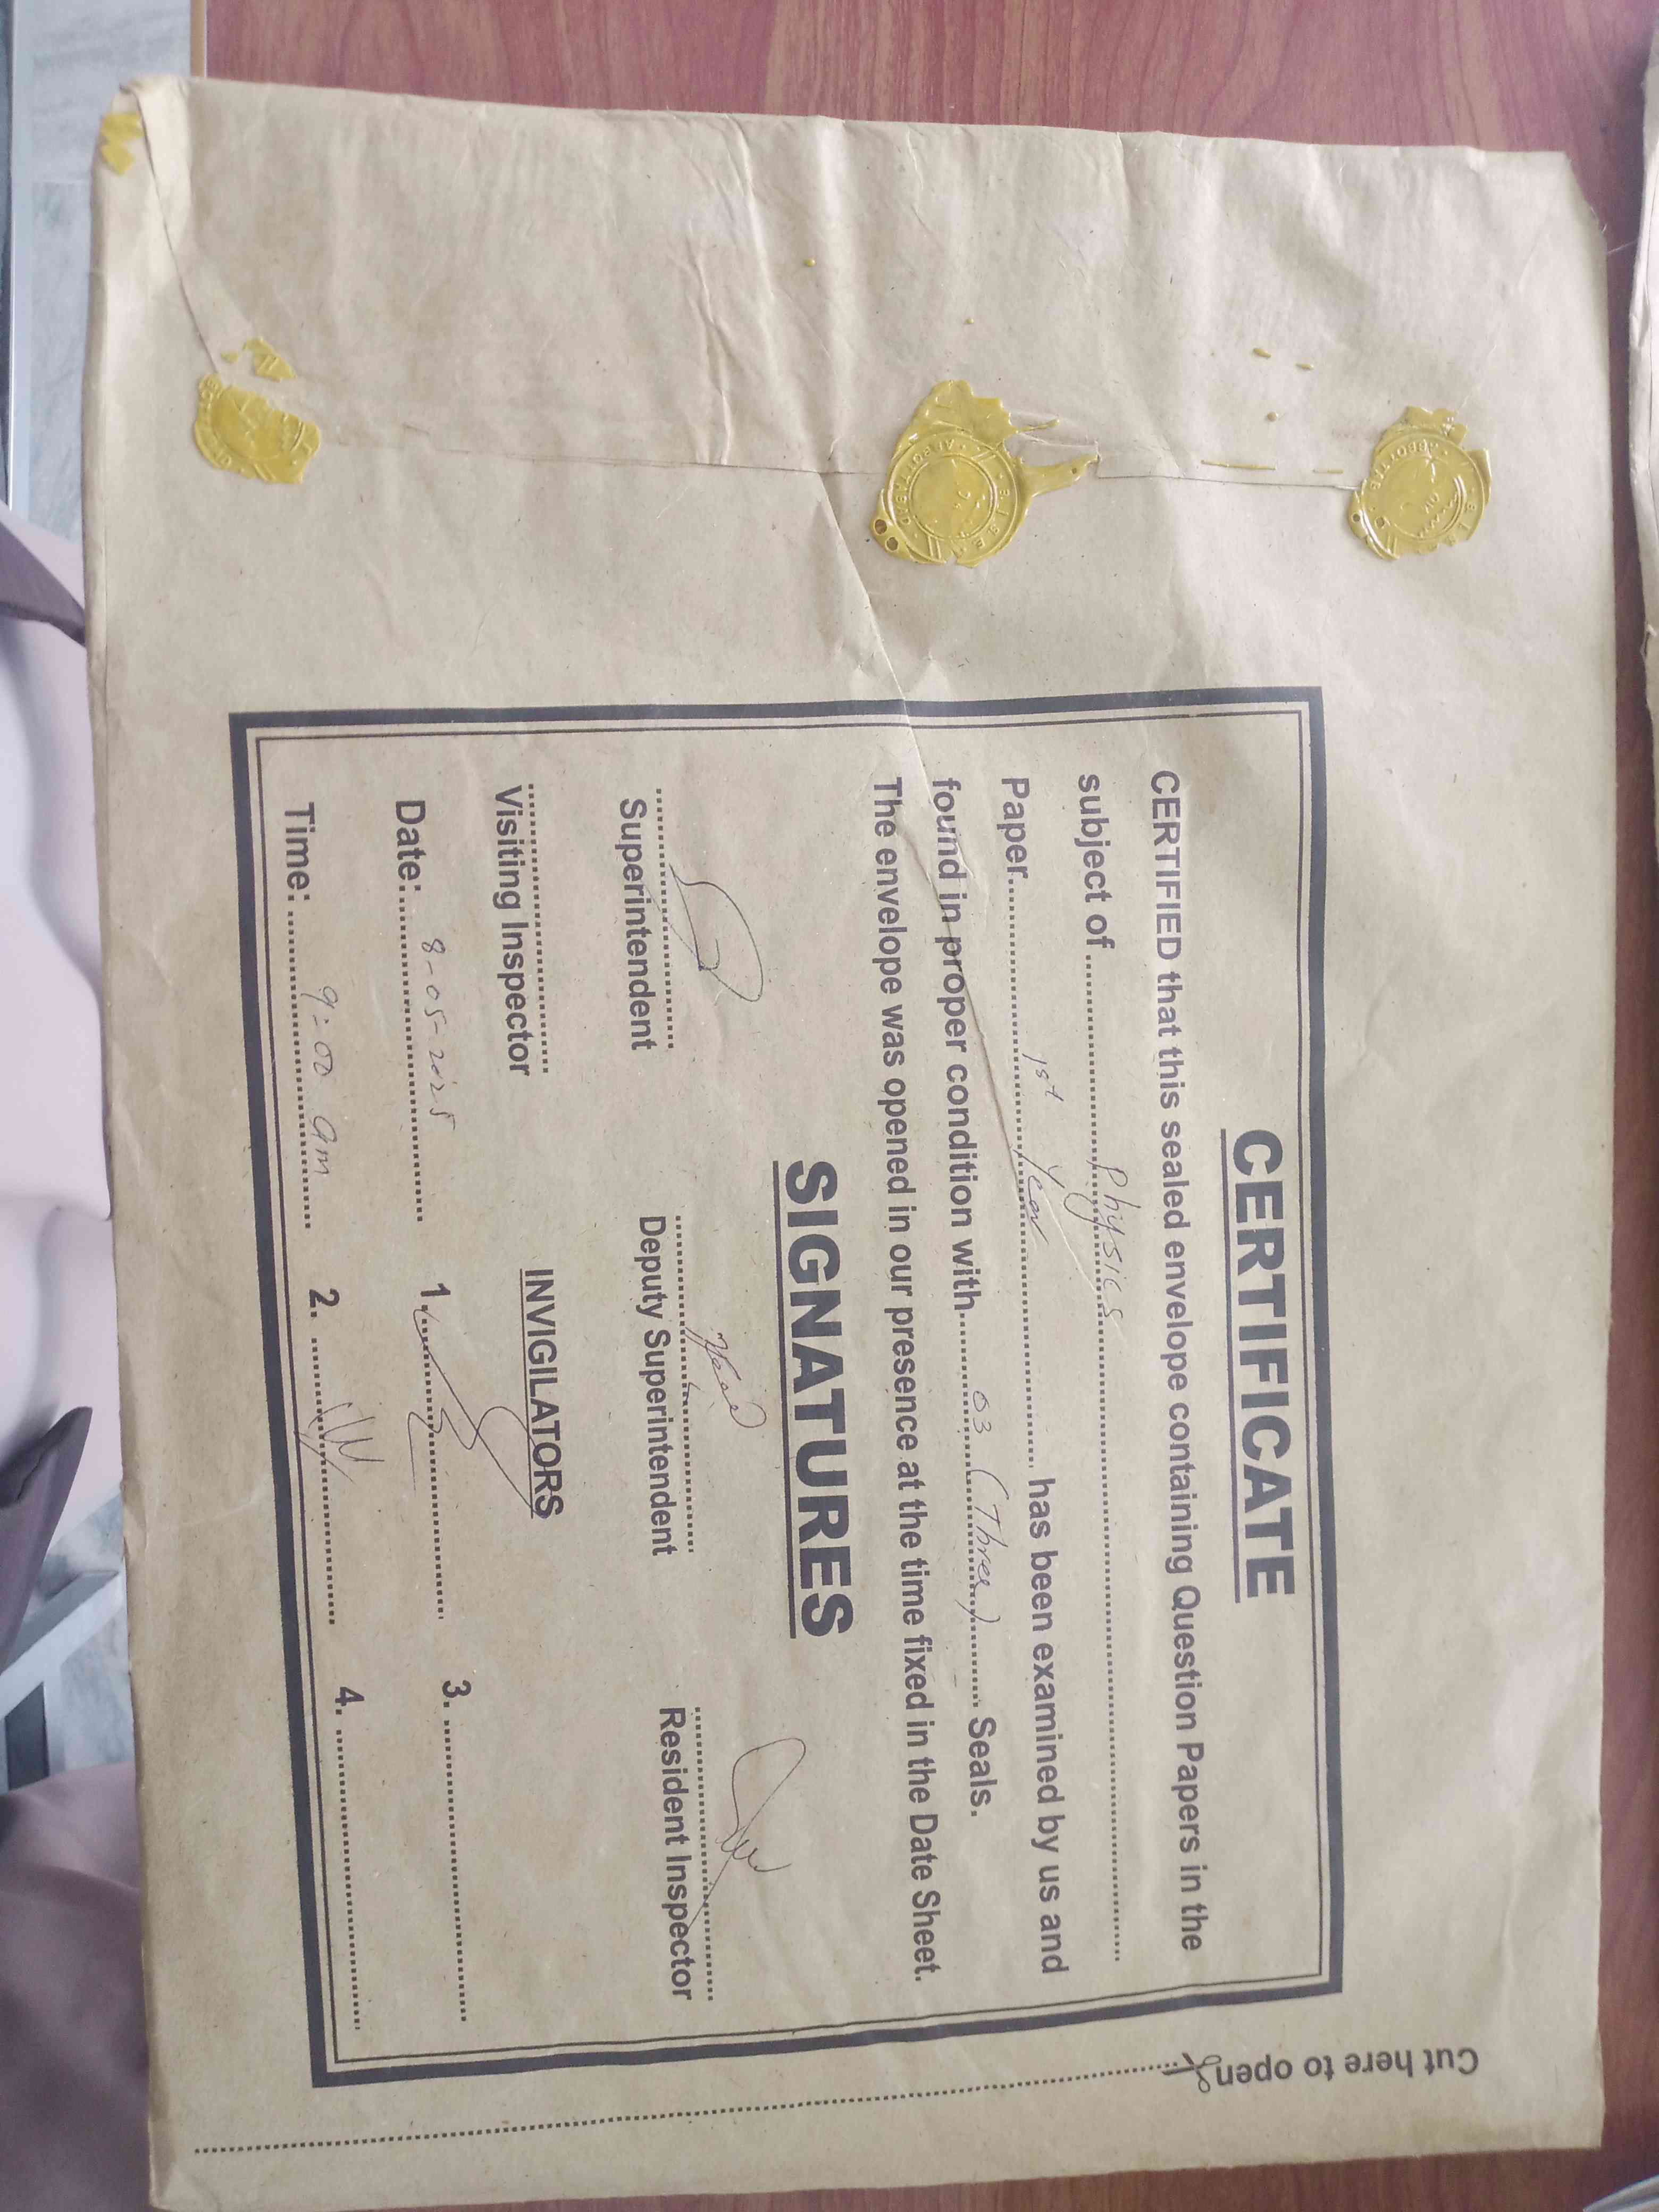 CERTIFICATE
CERTIFIED that this sealed envelope containing Question Papers in the
subject of Physics
Paper 1st Year has been examined by us and
found in proper condition with 03 (Three) Seals.
The envelope was opened in our presence at the time fixed in the Date Sheet.
SIGNATURES
Superintendent
Deputy Superintendent
Resident Inspector
Visiting Inspector
INVIGILATORS
Date: 8-05-2025
1.
3.
Time: 9:00 am
2.
4.
Cut here to open
B.I.S.E. ABBOTTABAD